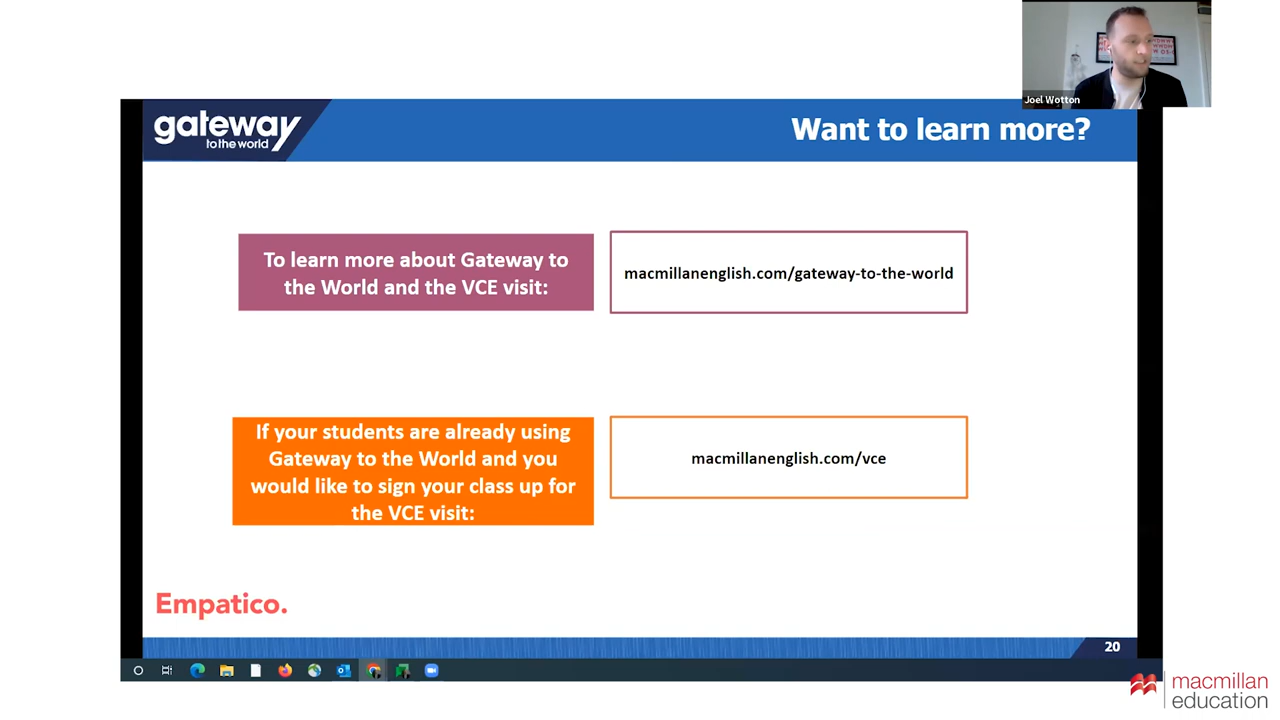 Joel Wotton
gateway
to the world
Want to learn more?
To learn more about Gateway to
the World and the VCE visit:
macmillanenglish.com/gateway-to-the-world
If your students are already using
Gateway to the World and you
would like to sign your class up for
the VCE visit:
macmillanenglish.com/vce
Empatico.
20
macmillan
education